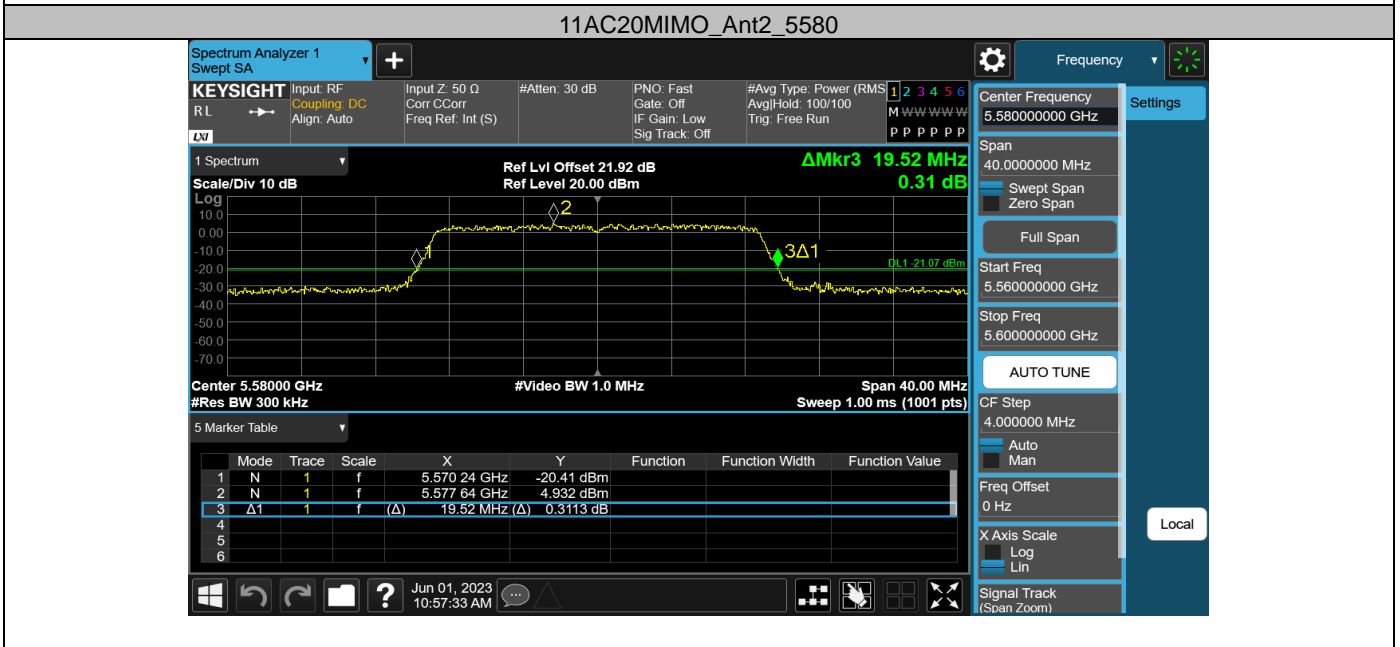 11AC20MIMO_Ant2_5580
Spectrum Analyzer 1
Swept SA
+
Frequency
KEYSIGHT
RL
LXI
Input: RF
Coupling: DC
Align: Auto
Input Z: 50 Ω
Corr CCorr
Freq Ref: Int (S)
#Atten: 30 dB
PNO: Fast
Gate: Off
IF Gain: Low
Sig Track: Off
#Avg Type: Power (RMS
Avg|Hold: 100/100
Trig: Free Run
1 2 3 4 5 6
M W W W W W
P P P P P P
1 Spectrum
Scale/Div 10 dB
Ref Lvl Offset 21.92 dB
Ref Level 20.00 dBm
ΔMkr3 19.52 MHz
0.31 dB
Log
10.0
0.00
-10.0
-20.0
-30.0
-40.0
-50.0
-60.0
-70.0
1
2
3Δ1
DL1 -21.07 dBm
Center 5.58000 GHz
#Video BW 1.0 MHz
Span 40.00 MHz
#Res BW 300 kHz
Sweep 1.00 ms (1001 pts)
5 Marker Table
Mode Trace Scale X Y Function Function Width Function Value
1 N 1 f 5.570 24 GHz -20.41 dBm
2 N 1 f 5.577 64 GHz 4.932 dBm
3 Δ1 1 f (Δ) 19.52 MHz (Δ) 0.3113 dB
4
5
6
?
Jun 01, 2023
10:57:33 AM
Center Frequency
5.580000000 GHz
Settings
Span
40.0000000 MHz
Swept Span
Zero Span
Full Span
Start Freq
5.560000000 GHz
Stop Freq
5.600000000 GHz
AUTO TUNE
CF Step
4.000000 MHz
Auto
Man
Freq Offset
0 Hz
Local
X Axis Scale
Log
Lin
Signal Track
(Span Zoom)